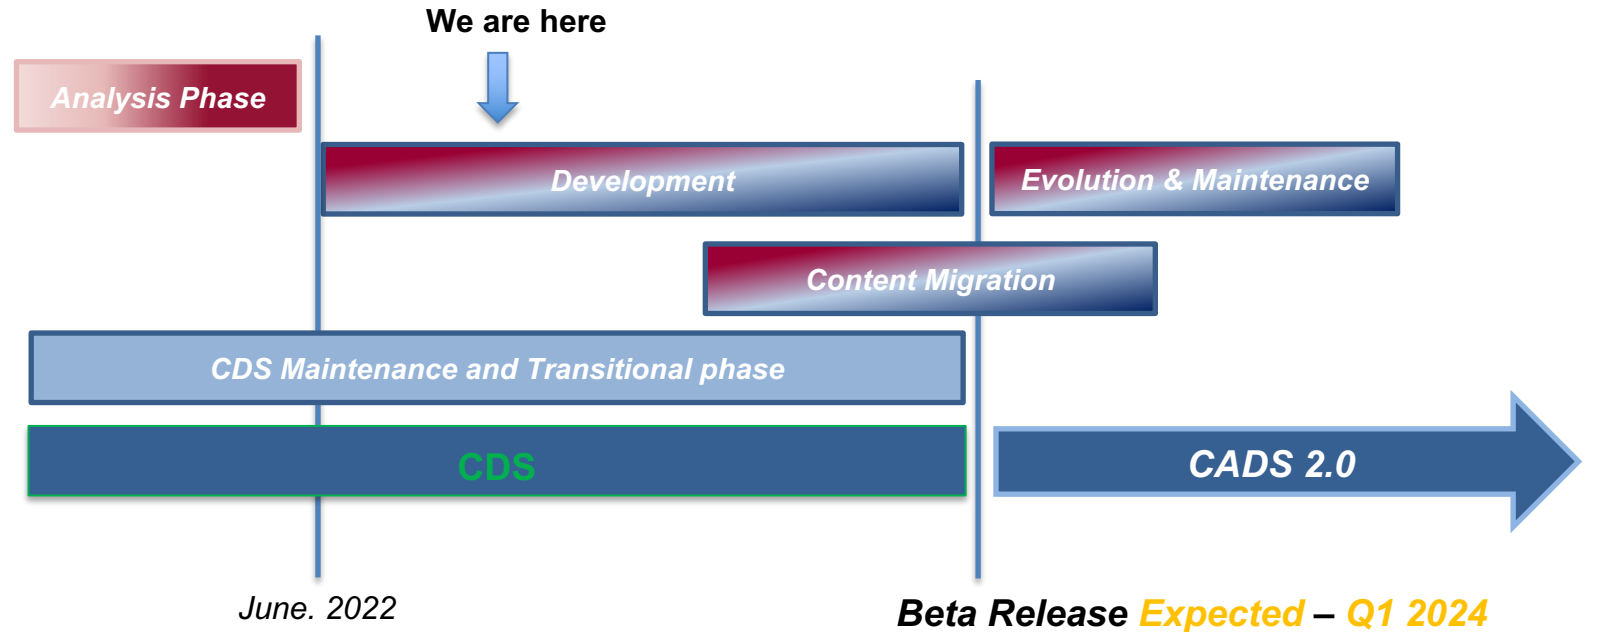 We are here
Analysis Phase
Development
Evolution & Maintenance
Content Migration
CDS Maintenance and Transitional phase
CDS
CADS 2.0
June. 2022
Beta Release Expected – Q1 2024